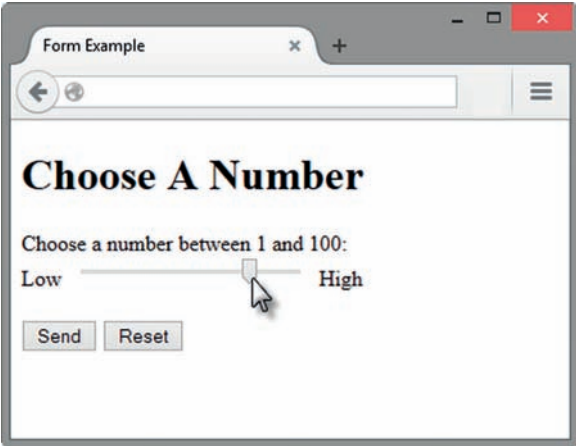 Form Example
Choose A Number
Choose a number between 1 and 100:
Low High
Send Reset